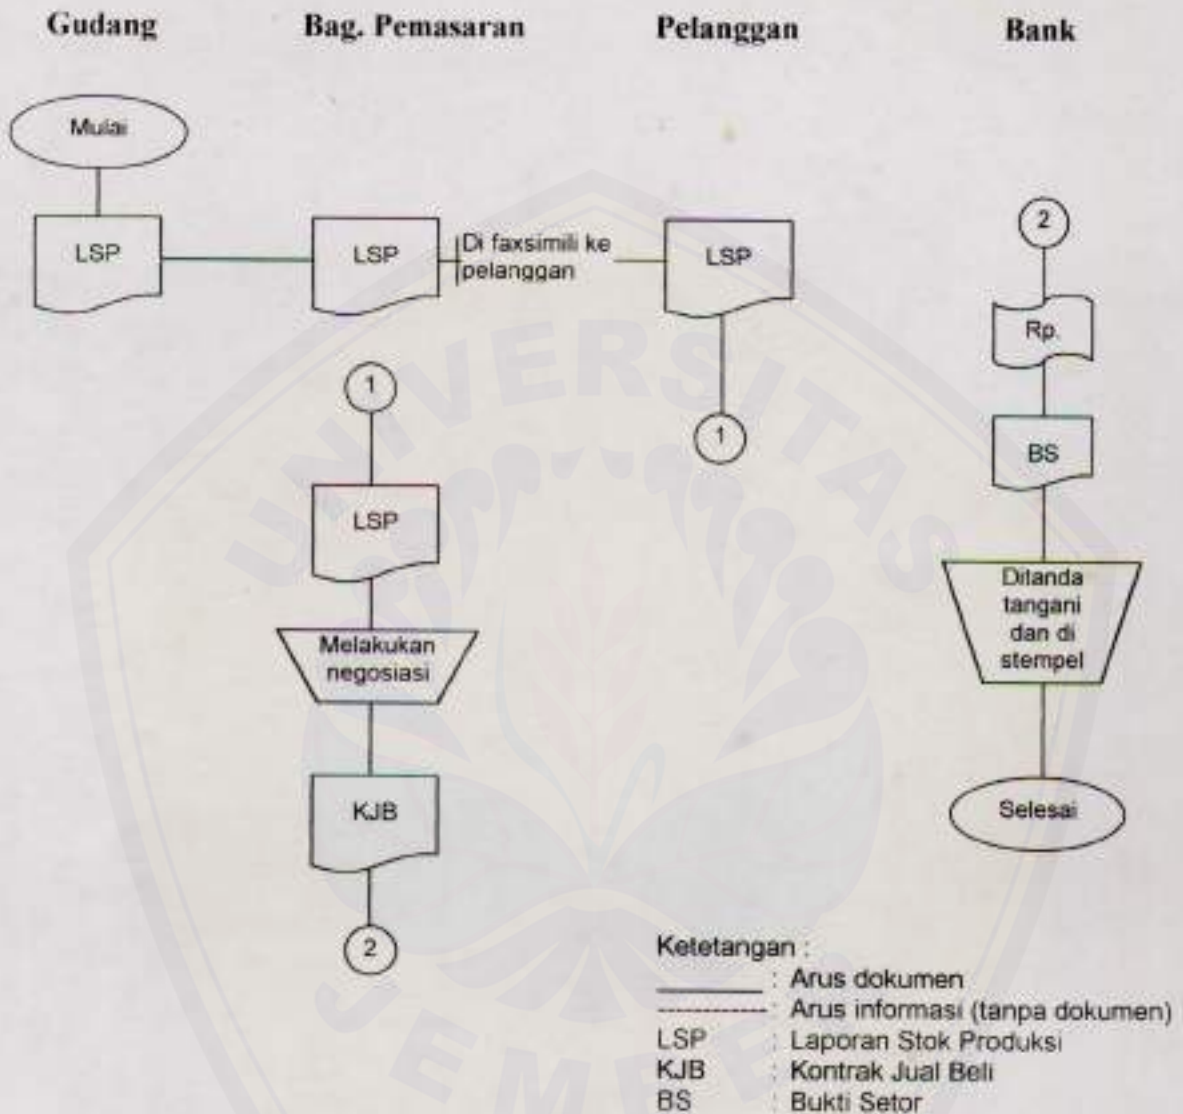 Gudang Bag. Pemasaran Pelanggan Bank
Mulai
LSP
LSP
Di faxsimili ke
pelanggan
LSP
1
1
LSP
Melakukan
negosiasi
KJB
2
2
Rp.
BS
Ditanda
tangani
dan di
stempel
Selesai
Ketetangan :
: Arus dokumen
: Arus informasi (tanpa dokumen)
LSP : Laporan Stok Produksi
KJB : Kontrak Jual Beli
BS : Bukti Setor
UNIVERSITAS
JEMBER